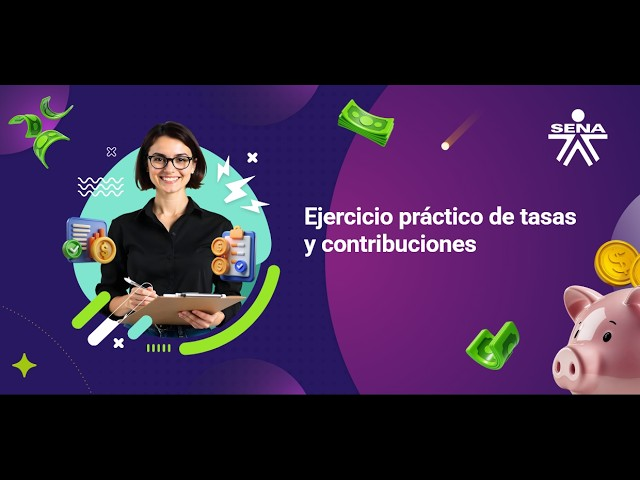 SENA
Ejercicio práctico de tasas
y contribuciones